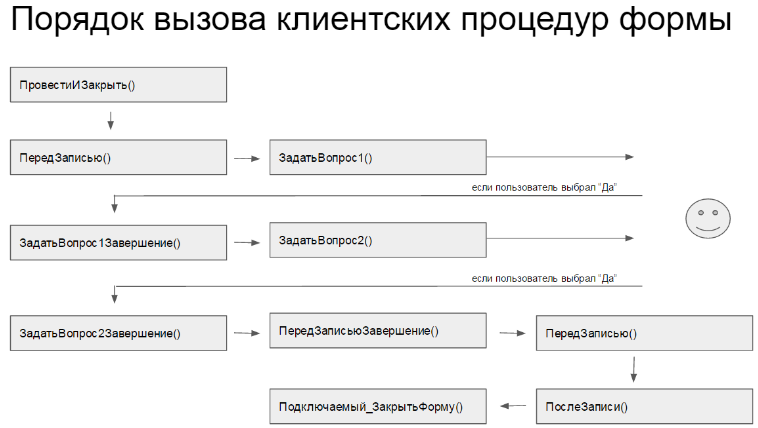 Порядок вызова клиентских процедур формы
ПровестиИЗакрыть()
ПередЗаписью()
ЗадатьВопрос1()
если пользователь выбрал "Да"
ЗадатьВопрос1Завершение()
ЗадатьВопрос2()
если пользователь выбрал "Да"
ЗадатьВопрос2Завершение()
ПередЗаписьюЗавершение()
ПередЗаписью()
Подключаемый_ЗакрытьФорму()
ПослеЗаписи()